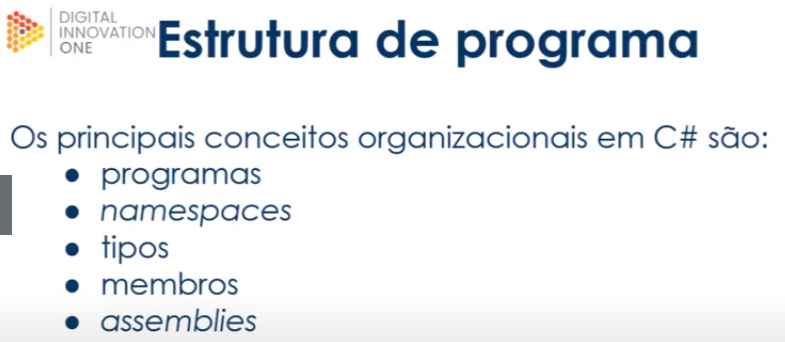 DIGITAL
INNOVATION
ONE
Estrutura de programa
Os principais conceitos organizacionais em C# são:
● programas
● namespaces
● tipos
● membros
● assemblies